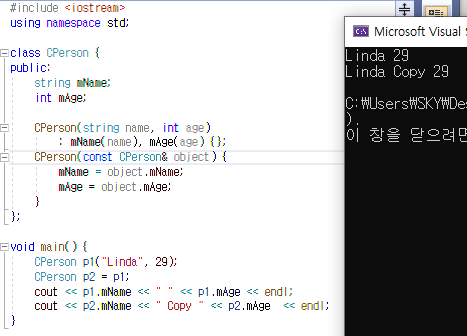 #include <iostream>
using namespace std;
class CPerson {
public:
string mName;
int mAge;
CPerson(string name, int age)
: mName(name), mAge(age) {};
CPerson(const CPerson& object) {
mName = object.mName;
mAge = object.mAge;
}
};
void main() {
CPerson p1("Linda", 29);
CPerson p2 = p1;
cout << p1.mName << " " << p1.mAge << endl;
cout << p2.mName << " Copy " << p2.mAge  << endl;
}
Microsoft Visual
Linda 29
Linda Copy 29
C:₩Users₩SKY₩De
).
이 창을 닫으려면